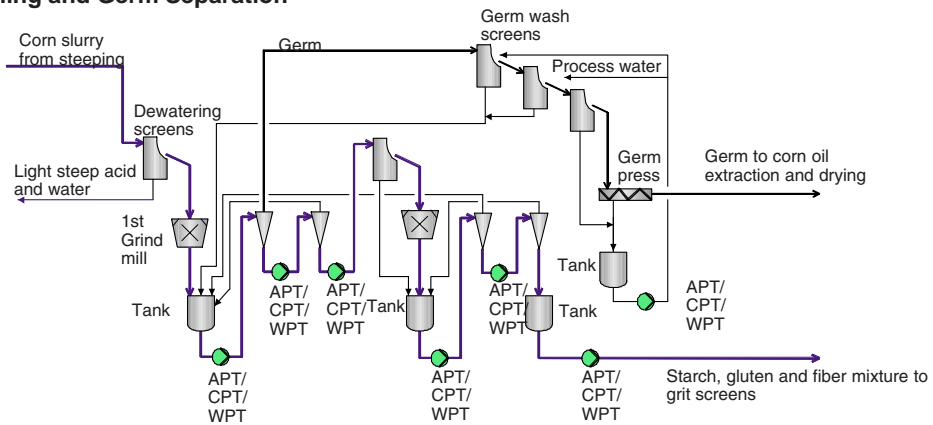 and Germ Separation
Germ wash
screens
Corn slurry
from steeping
Germ
Process water
Dewatering
screens
Light steep acid
and water
Germ
press
Germ to corn oil
extraction and drying
1st
Grind
mill
Tank
APT/
CPT/
WPT
APT/
CPT/
WPT
Tank
APT/
CPT/
WPT
Tank
Tank
APT/
CPT/
WPT
APT/
CPT/
WPT
APT/
CPT/
WPT
APT/
CPT/
WPT
Starch, gluten and fiber mixture to
grit screens